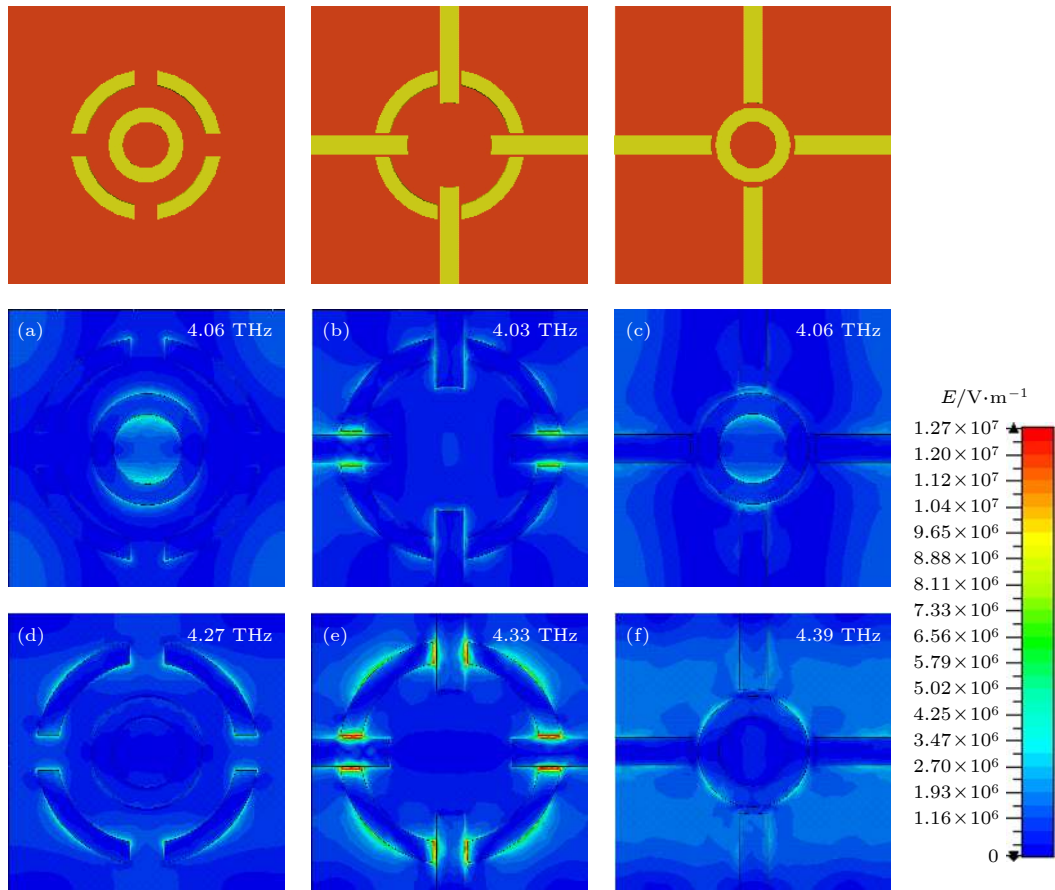 (a) 4.06 THz
(b) 4.03 THz
(c) 4.06 THz
E/V·m⁻¹
1.27×10⁷
1.20×10⁷
1.12×10⁷
1.04×10⁷
9.65×10⁶
8.88×10⁶
8.11×10⁶
7.33×10⁶
6.56×10⁶
5.79×10⁶
5.02×10⁶
4.25×10⁶
3.47×10⁶
2.70×10⁶
1.93×10⁶
1.16×10⁶
0
(d) 4.27 THz
(e) 4.33 THz
(f) 4.39 THz